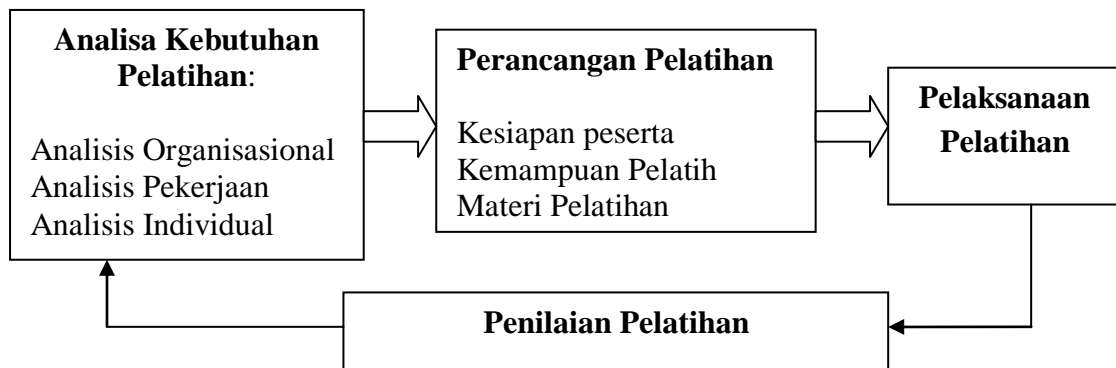 Analisa Kebutuhan
Pelatihan:
Analisis Organisasional
Analisis Pekerjaan
Analisis Individual
Perancangan Pelatihan
Kesiapan peserta
Kemampuan Pelatih
Materi Pelatihan
Pelaksanaan
Pelatihan
Penilaian Pelatihan